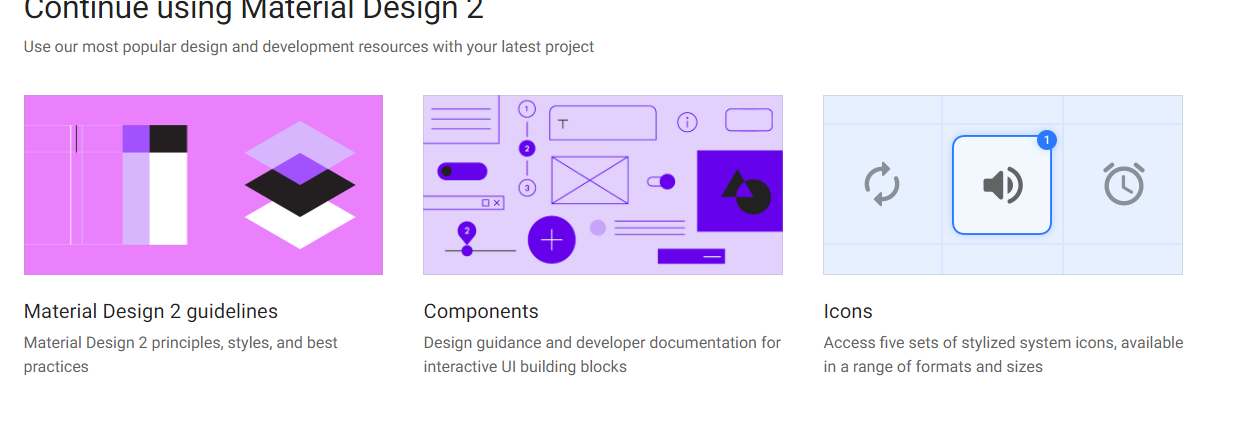 Continue using Material Design 2
Use our most popular design and development resources with your latest project
1
T
2
3
2
1
Material Design 2 guidelines
Material Design 2 principles, styles, and best
practices
Components
Design guidance and developer documentation for
interactive UI building blocks
Icons
Access five sets of stylized system icons, available
in a range of formats and sizes